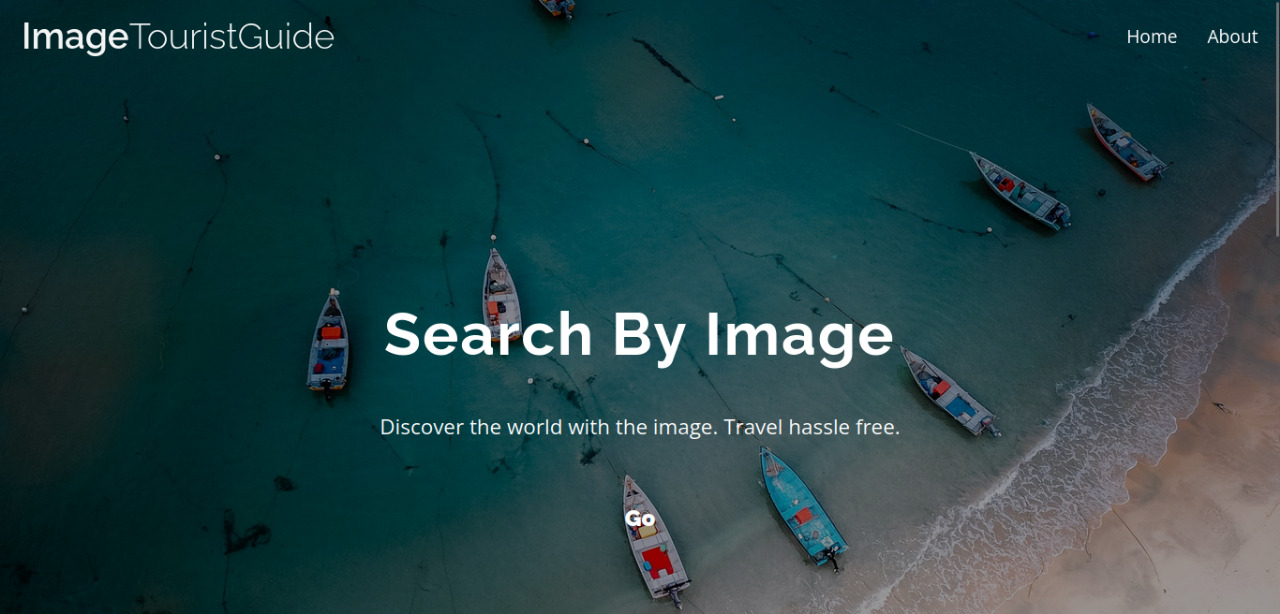 ImageTouristGuide
Home About
Search By Image
Discover the world with the image. Travel hassle free.
Go